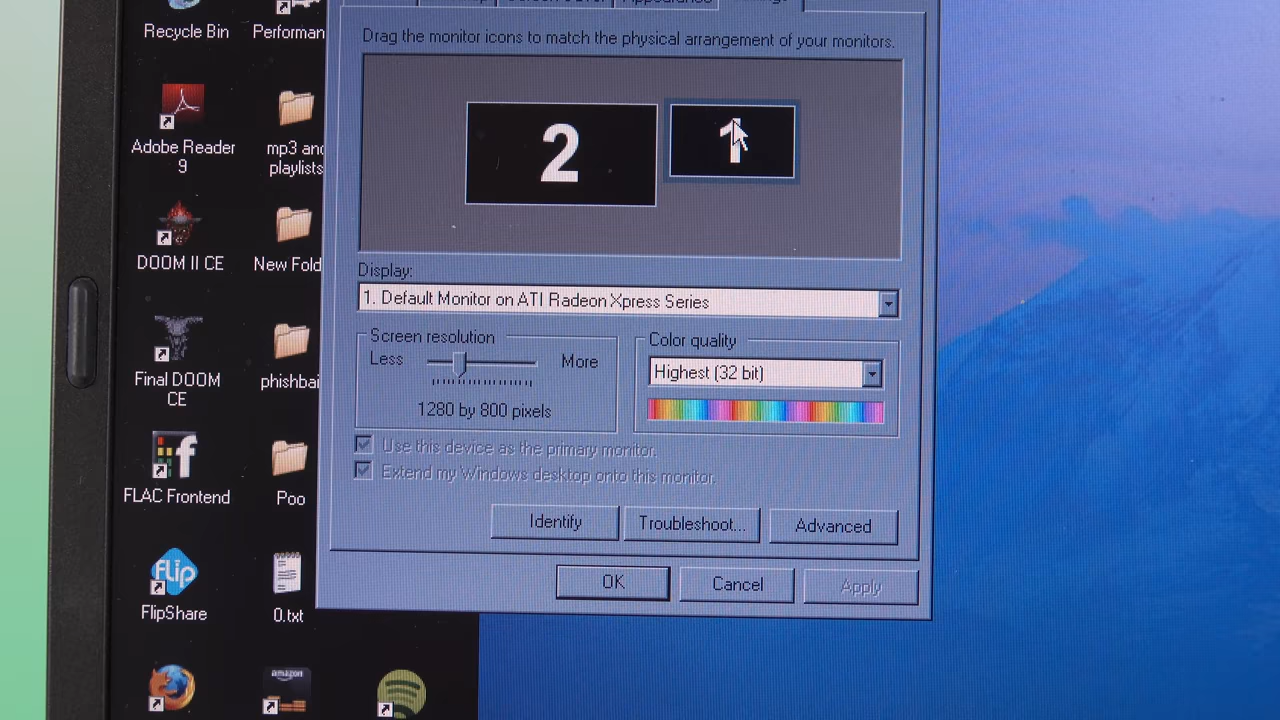 Recycle Bin
Adobe Reader
9
mp3 and
playlists
DOOM II CE
Final DOOM
CE
FLAC Frontend
Poo
Flip
FlipShare
0.txt
amazon
Drag the monitor icons to match the physical arrangement of your monitors.
2
1
Display:
1. Default Monitor on ATI Radeon Xpress Series
Screen resolution
Less
More
1280 by 800 pixels
Color quality
Highest (32 bit)
Use this device as the primary monitor.
Extend my Windows desktop onto this monitor.
Identify
Troubleshoot...
Advanced
OK
Cancel
Apply